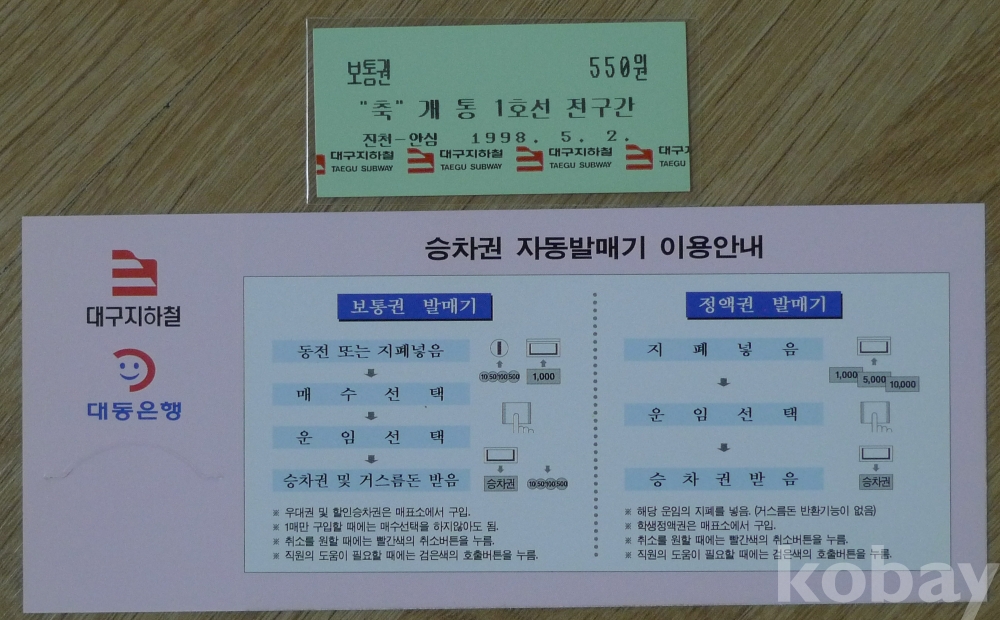 보통권 550원
"축" 개 통 1호선 전구간
진천-안심 1998. 5. 2.
대구지하철 대구지하철 대구지하철 대구지
TAEGU SUBWAY TAEGU SUBWAY TAEGU SUBWAY TAEGU
승차권 자동발매기 이용안내
대구지하철
대동은행
보통권 발매기
동전 또는 지폐넣음
10 50 100 500 1,000
매 수 선 택
운 임 선 택
승차권 및 거스름돈 받음
승차권 10 50 100 500
※ 우대권 및 할인승차권은 매표소에서 구입.
※ 1매만 구입할 때에는 매수선택을 하지않아도 됨.
※ 취소를 원할 때에는 빨간색의 취소버튼을 누름.
※ 직원의 도움이 필요할 때에는 검은색의 호출버튼을 누름.
정액권 발매기
지 폐 넣 음
1,000 5,000 10,000
운 임 선 택
승 차 권 받 음
승차권
※ 해당 운임의 지폐를 넣음. (거스름돈 반환기능이 없음)
※ 학생정액권은 매표소에서 구입.
※ 취소를 원할 때에는 빨간색의 취소버튼을 누름.
※ 직원의 도움이 필요할 때에는 검은색의 호출버튼을 누름.
kobay